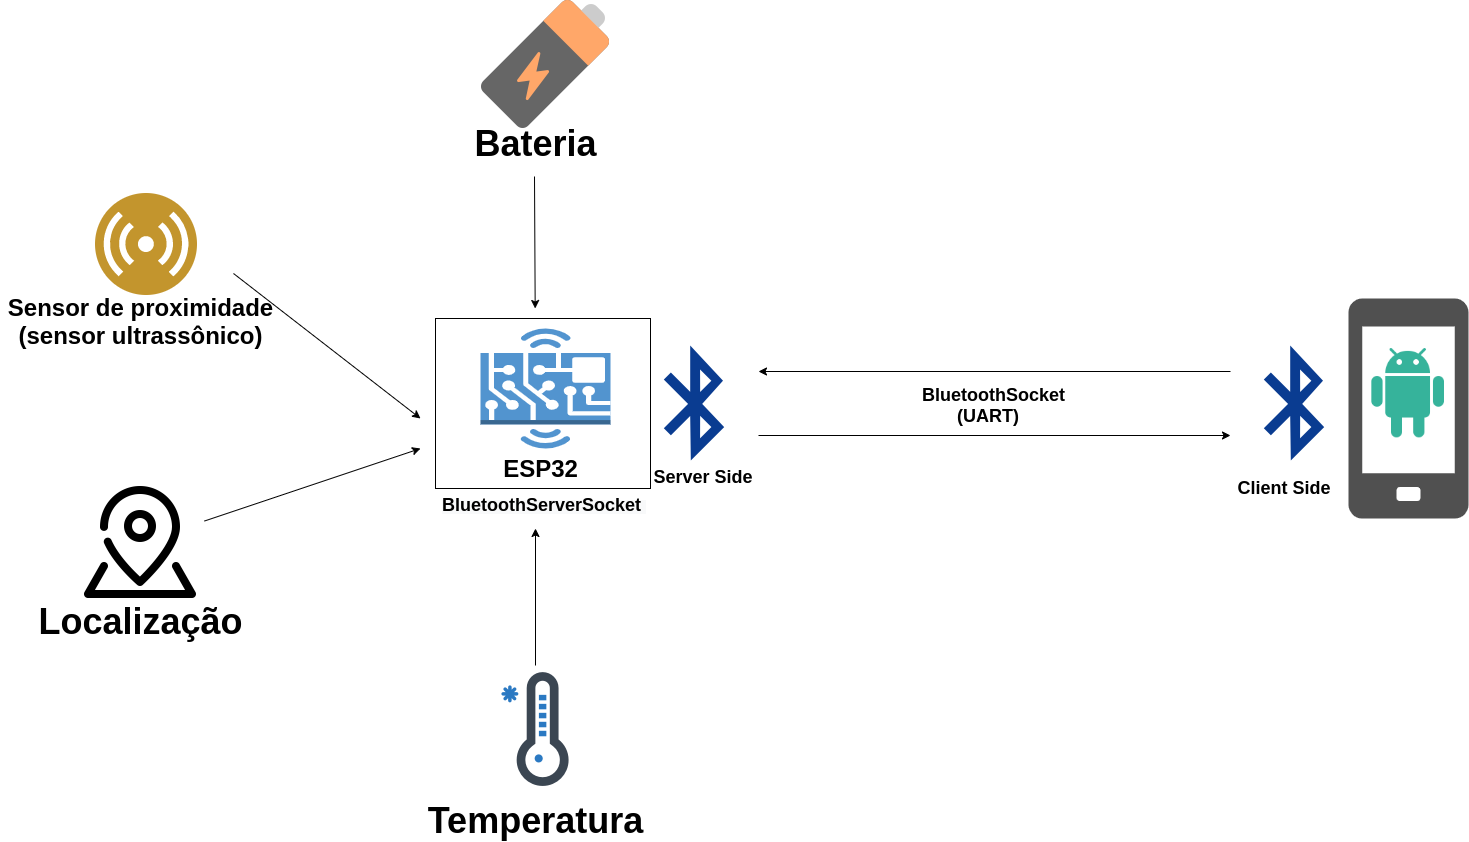 Bateria
Sensor de proximidade
(sensor ultrassônico)
BluetoothSocket
(UART)
ESP32
Server Side
Client Side
BluetoothServerSocket
Localização
Temperatura